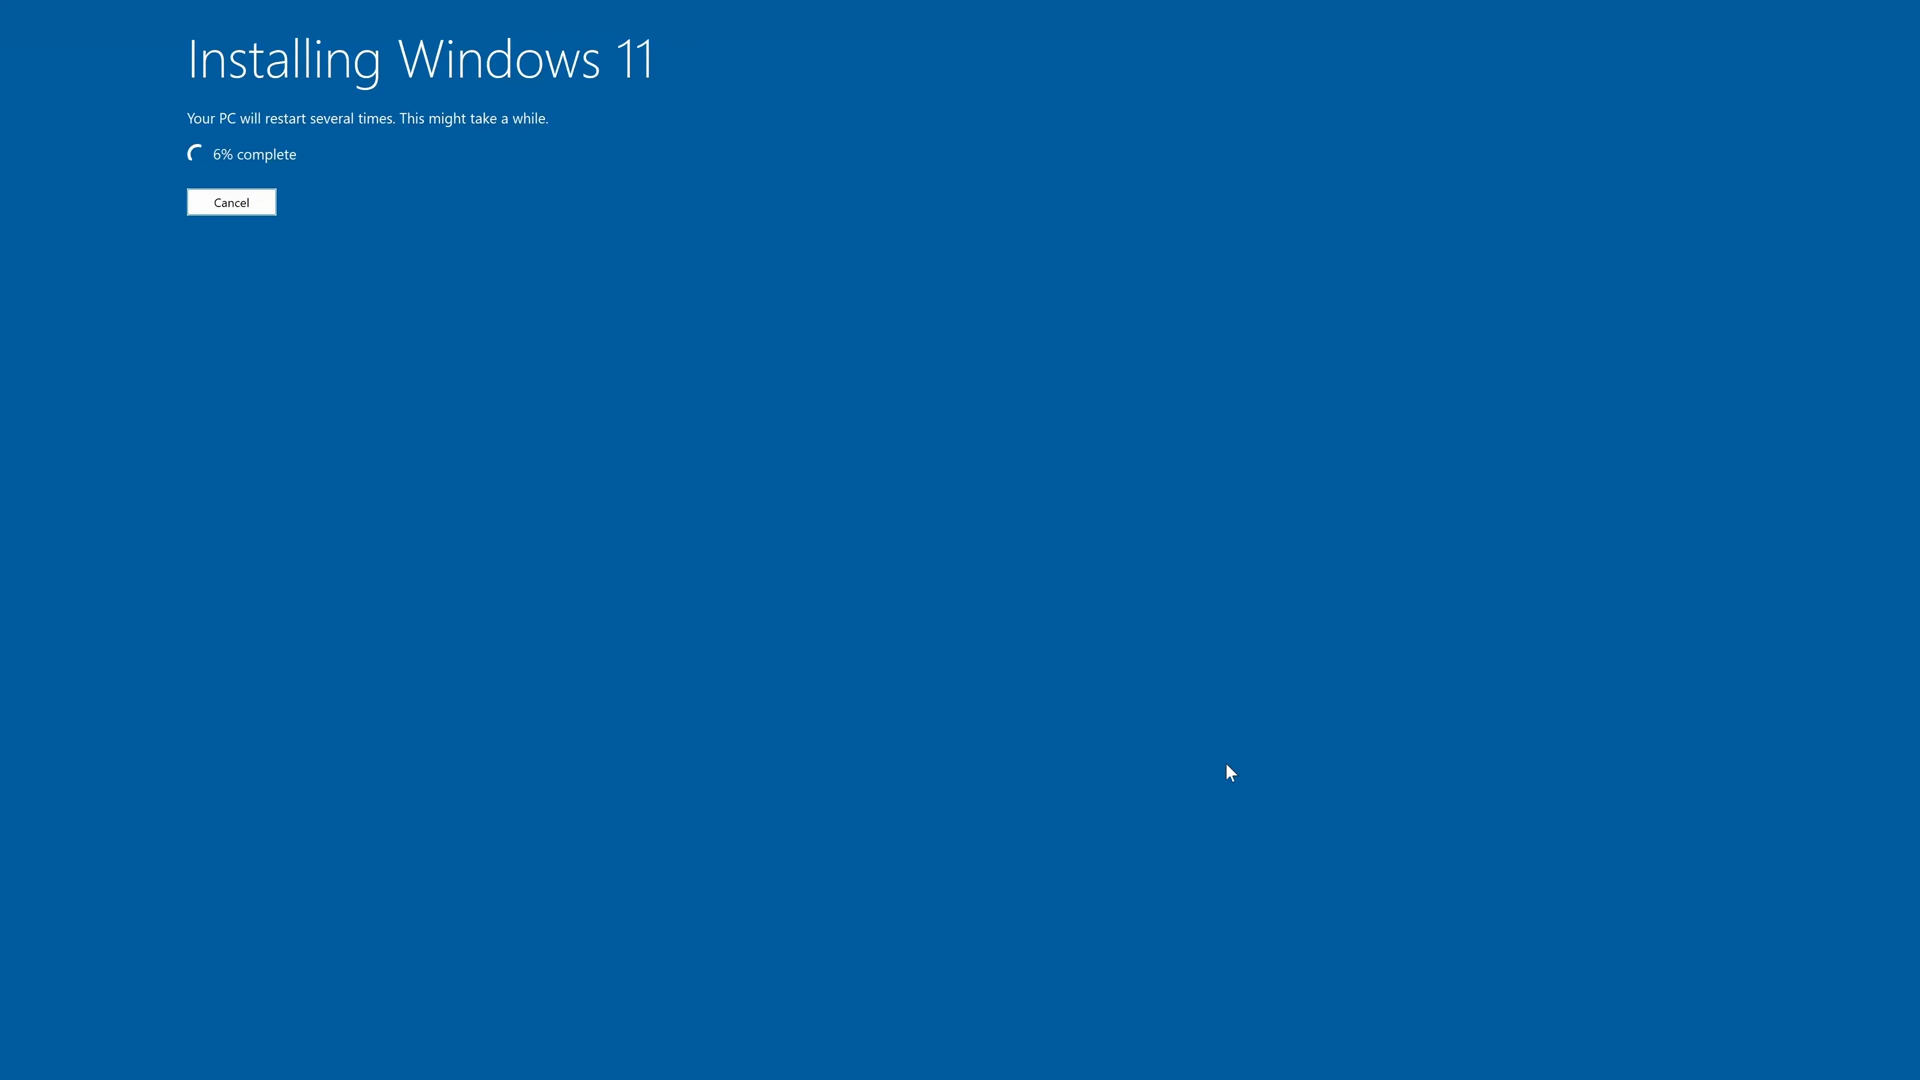 Installing Windows 11
Your PC will restart several times. This might take a while.
6% complete
Cancel